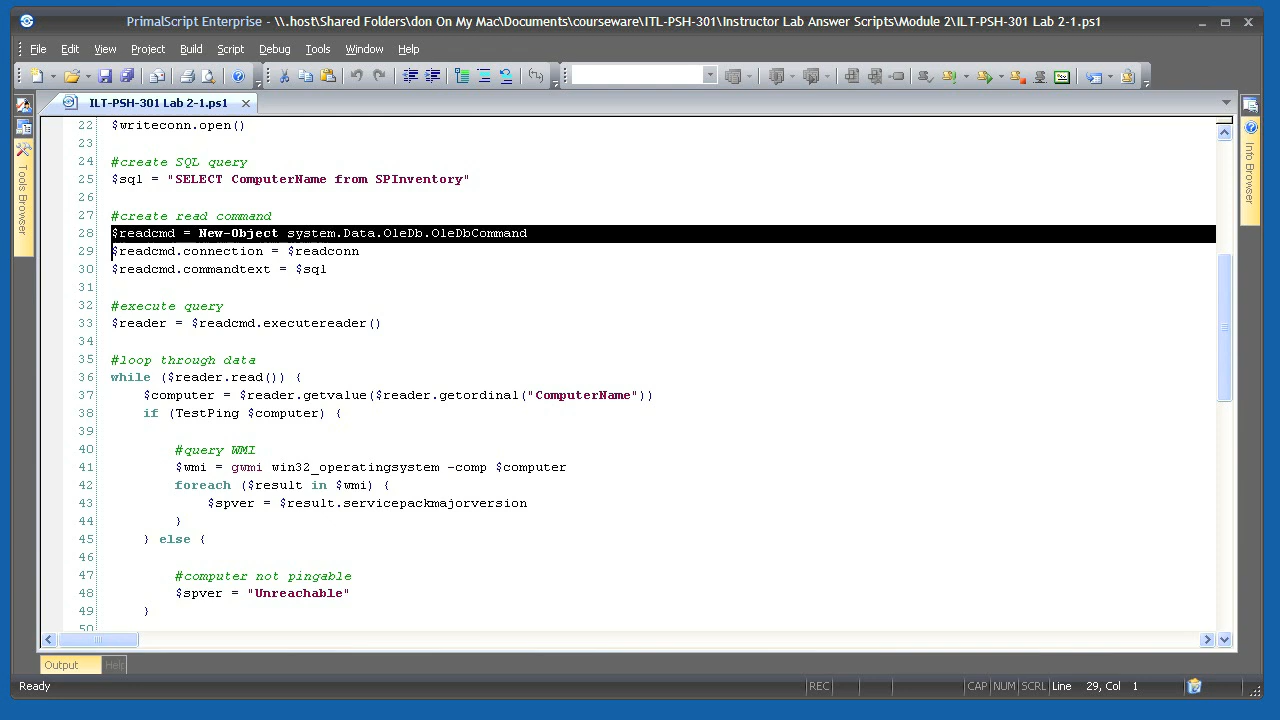 PrimalScript Enterprise - \\.host\Shared Folders\don On My Mac\Documents\courseware\ITL-PSH-301\Instructor Lab Answer Scripts\Module 2\ILT-PSH-301 Lab 2-1.ps1
File Edit View Project Build Script Debug Tools Window Help
ILT-PSH-301 Lab 2-1.ps1
22 $writeconn.open()
23
24 #create SQL query
25 $sql = "SELECT ComputerName from SPInventory"
26
27 #create read command
28 $readcmd = New-Object system.Data.OleDb.OleDbCommand
29 $readcmd.connection = $readconn
30 $readcmd.commandtext = $sql
31
32 #execute query
33 $reader = $readcmd.executereader()
34
35 #loop through data
36 while ($reader.read()) {
37 $computer = $reader.getvalue($reader.getordinal("ComputerName"))
38 if (TestPing $computer) {
39
40 #query WMI
41 $wmi = gwmi win32_operatingsystem -comp $computer
42 foreach ($result in $wmi) {
43 $spver = $result.servicepackmajorversion
44 }
45 } else {
46
47 #computer not pingable
48 $spver = "Unreachable"
49 }
50
Tools Browser
Info Browser
Output Help
Ready REC CAP NUM SCRL Line 29, Col 1